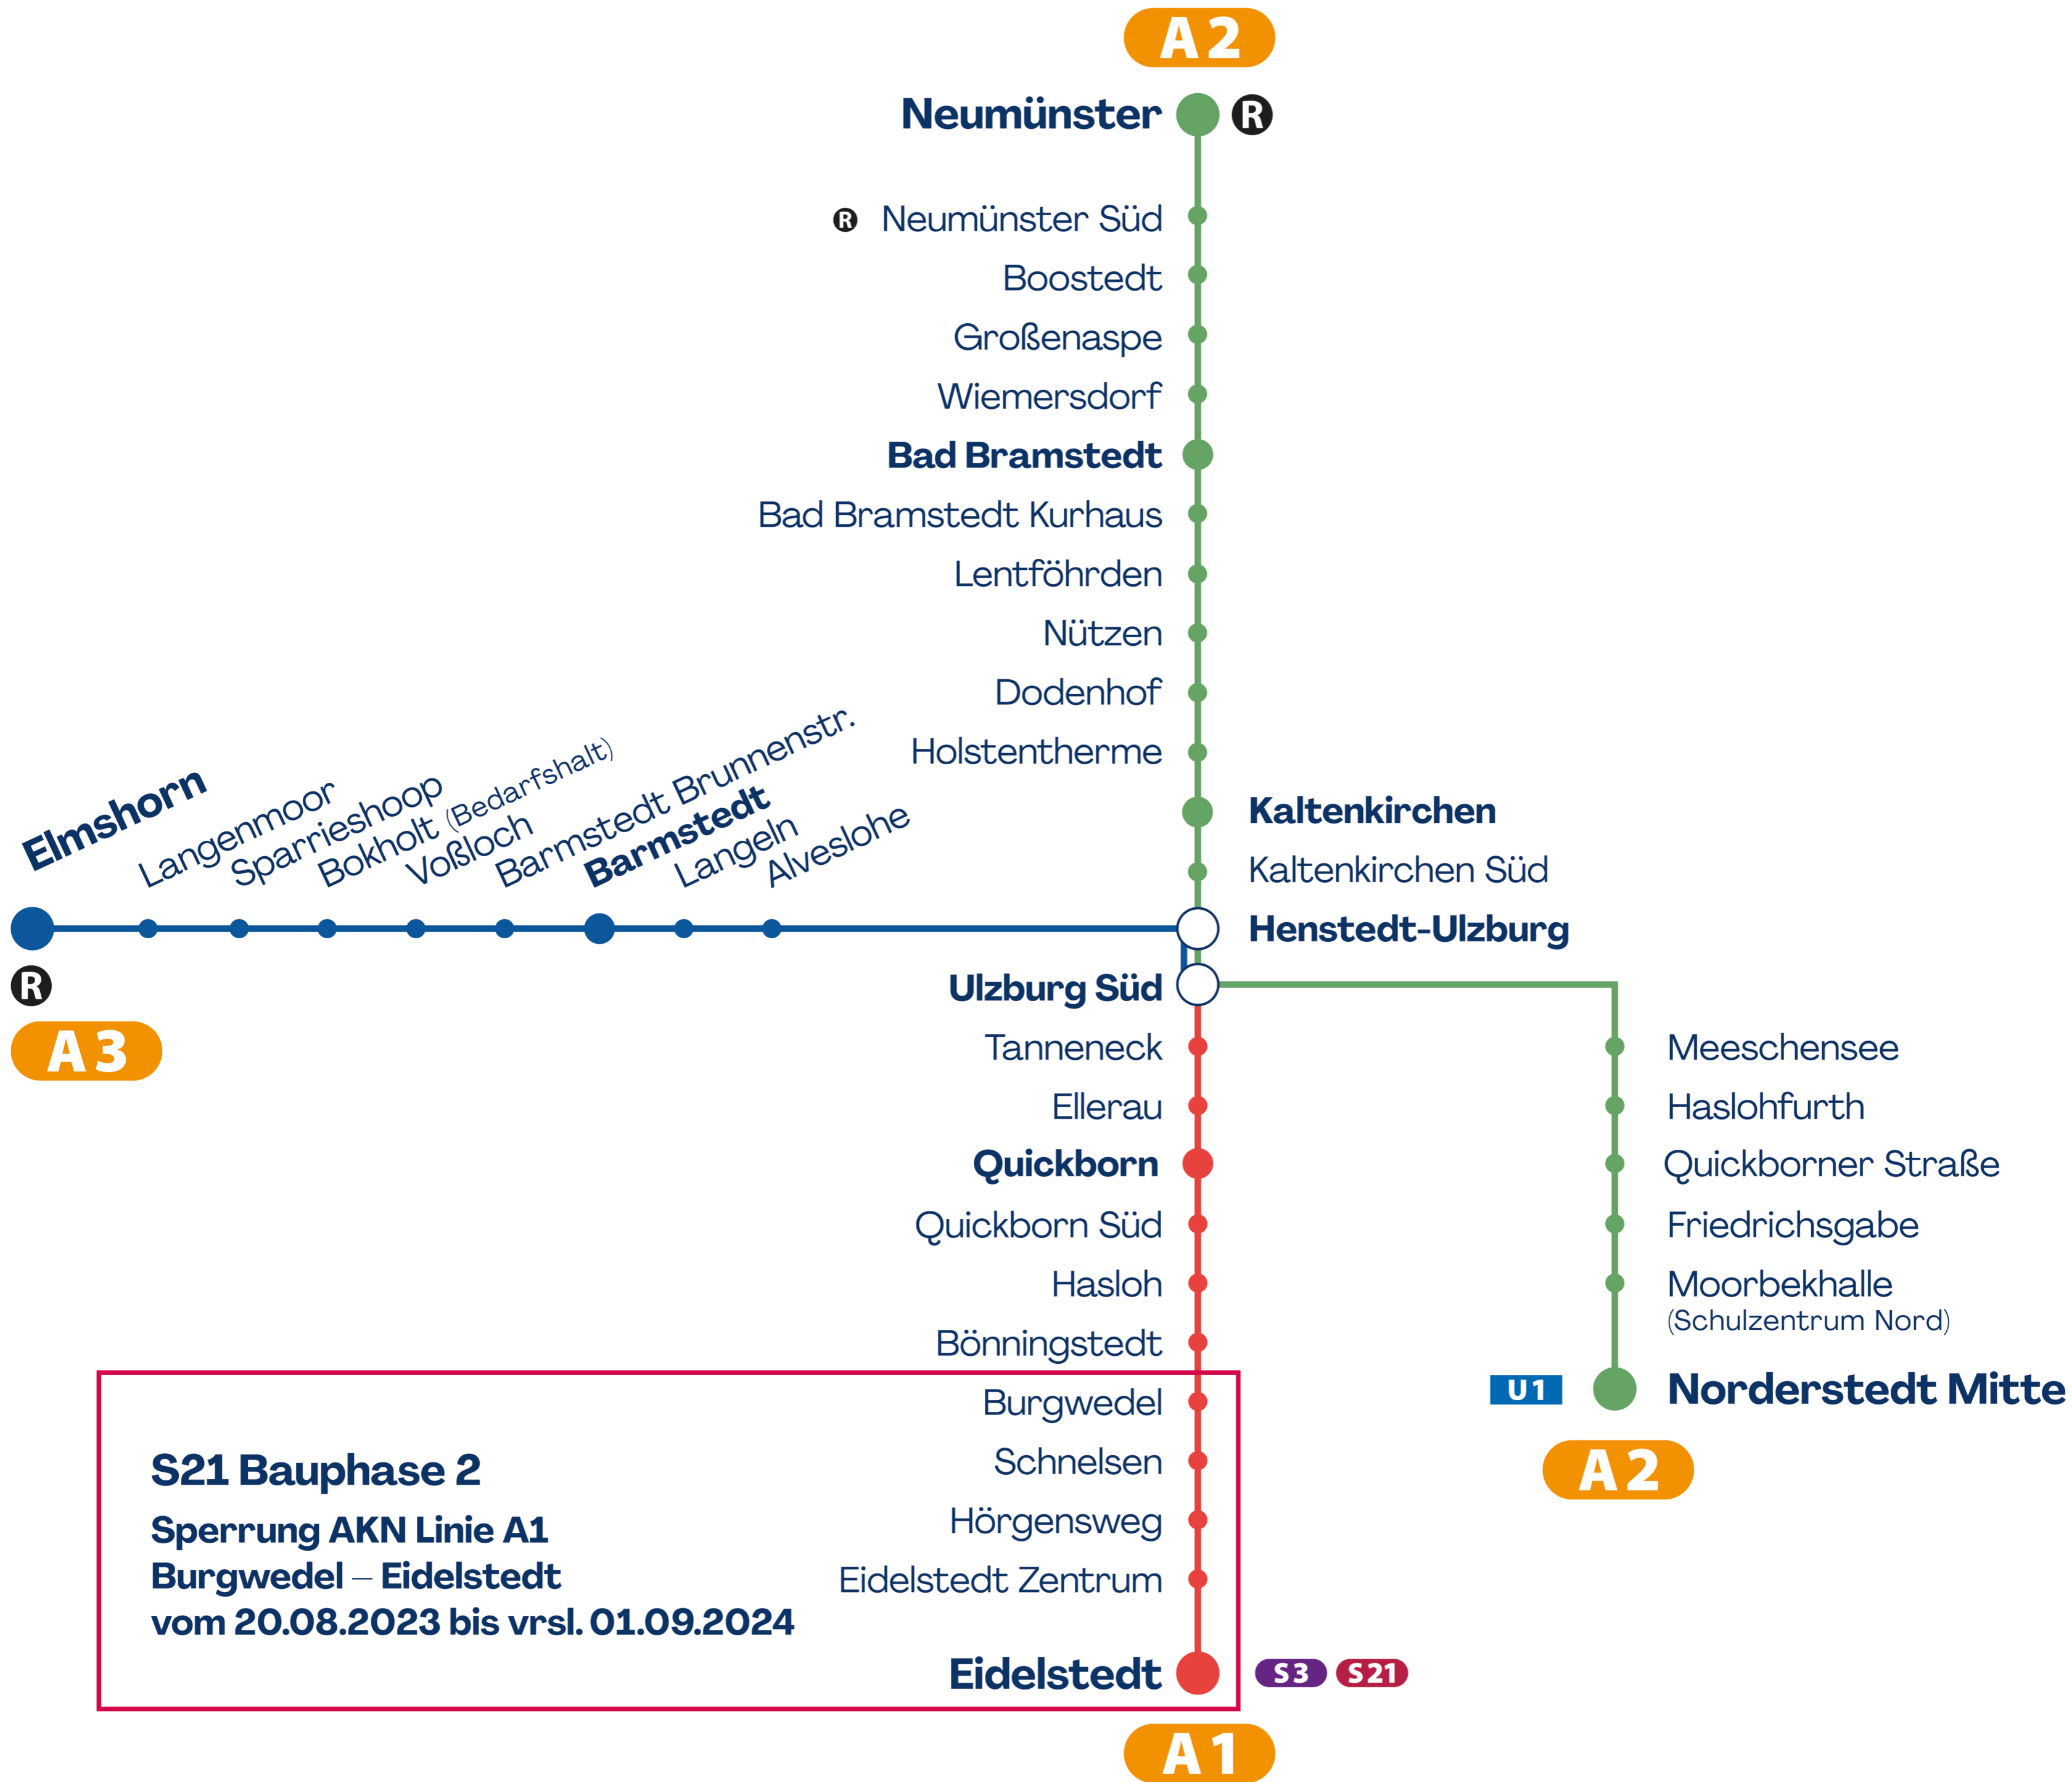 A2
Neumünster R
R Neumünster Süd
Boostedt
Großenaspe
Wiemersdorf
Bad Bramstedt
Bad Bramstedt Kurhaus
Lentföhrden
Nützen
Dodenhof
Holstentherme
Kaltenkirchen
Kaltenkirchen Süd
Henstedt-Ulzburg
Elmshorn
Langenmoor
Sparrieshoop
Bokholt (Bedarfshalt)
Voßloch
Barmstedt Brunnenstr.
Barmstedt
Langeln
Alveslohe
R
A3
Ulzburg Süd
Tanneneck
Ellerau
Quickborn
Quickborn Süd
Hasloh
Bönningstedt
Burgwedel
Schnelsen
Hörgensweg
Eidelstedt Zentrum
Eidelstedt
S3 S21
A1
Meeschensee
Haslohfurth
Quickborner Straße
Friedrichsgabe
Moorbekhalle
(Schulzentrum Nord)
U1 Norderstedt Mitte
A2
S21 Bauphase 2
Sperrung AKN Linie A1
Burgwedel – Eidelstedt
vom 20.08.2023 bis vrsl. 01.09.2024